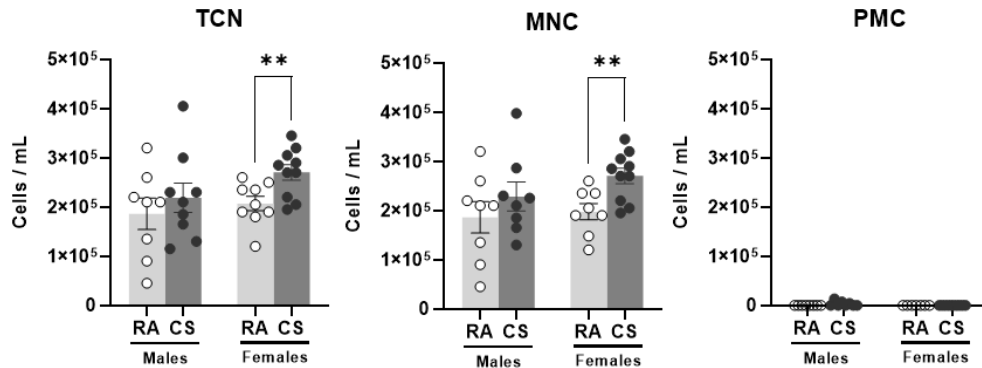 TCN
Cells / mL
5×10⁵
4×10⁵
3×10⁵
2×10⁵
1×10⁵
0
**
RA CS RA CS
Males Females
MNC
Cells / mL
5×10⁵
4×10⁵
3×10⁵
2×10⁵
1×10⁵
0
**
RA CS RA CS
Males Females
PMC
Cells / mL
5×10⁵
4×10⁵
3×10⁵
2×10⁵
1×10⁵
0
RA CS RA CS
Males Females